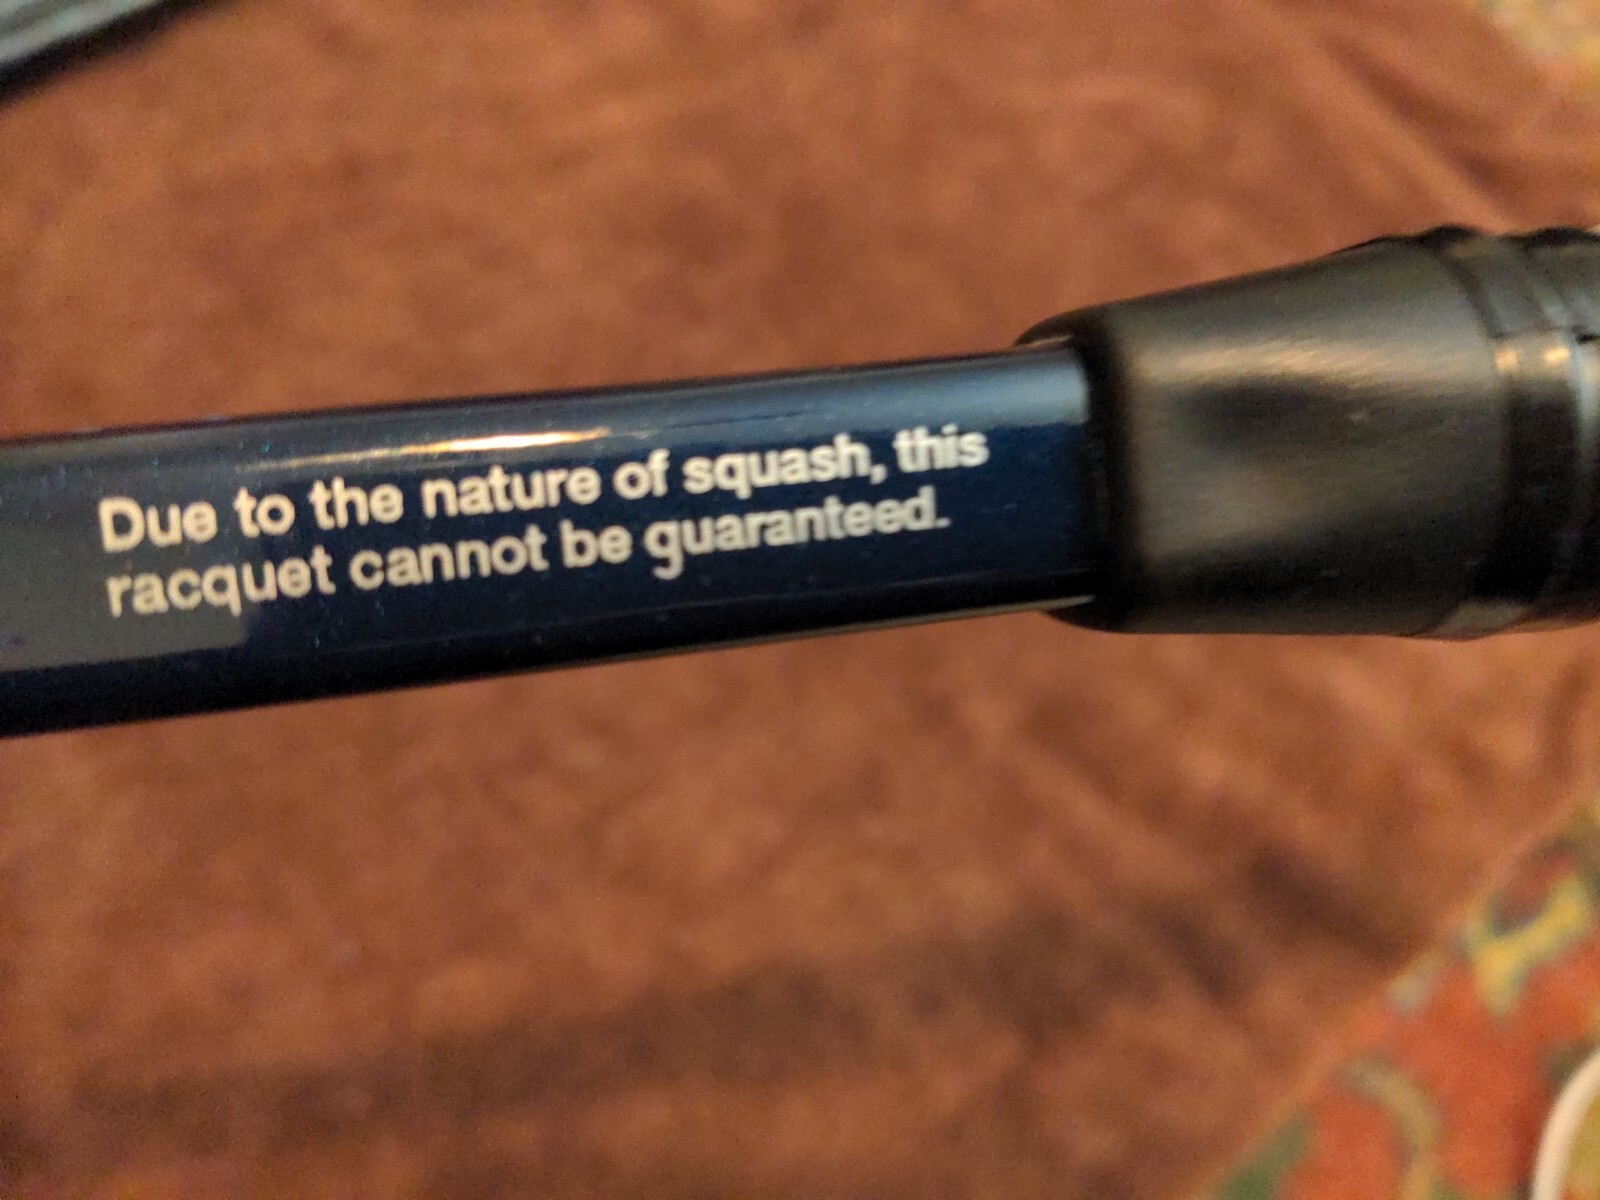 Due to the nature of squash, this
racquet cannot be guaranteed.